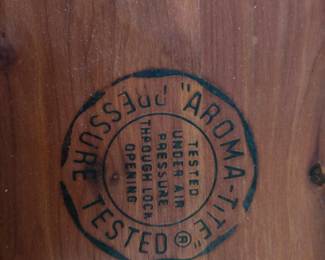 "AROMA-TITE"
PRESSURE TESTED®
TESTED
UNDER AIR
PRESSURE
THROUGH LOCK
OPENING